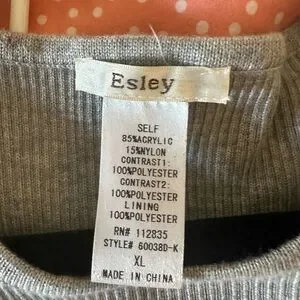 Esley
SELF
85%ACRYLIC
15%NYLON
CONTRAST1:
100%POLYESTER
CONTRAST2:
100%POLYESTER
LINING
100%POLYESTER
RN# 112835
STYLE# 60038D-K
XL
MADE IN CHINA